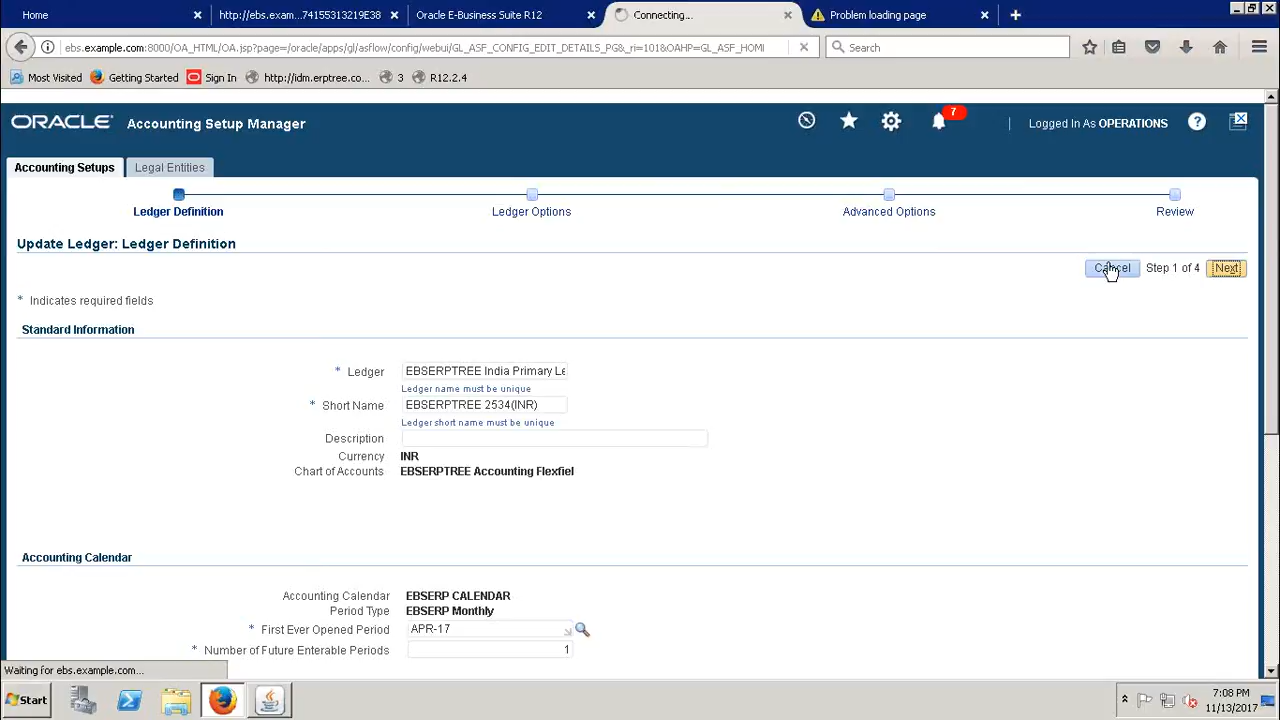 Home
http://ebs.exam...74155313219E38
Oracle E-Business Suite R12
Connecting...
Problem loading page
ebs.example.com:8000/OA_HTML/OA.jsp?page=/oracle/apps/gl/asflow/config/webui/GL_ASF_CONFIG_EDIT_DETAILS_PG&_ri=101&OAHP=GL_ASF_HOMI
Search
Most Visited
Getting Started
Sign In
http://idm.erptree.co...
3
R12.2.4
ORACLE
Accounting Setup Manager
7
Logged In As OPERATIONS
?
Accounting Setups
Legal Entities
Ledger Definition
Ledger Options
Advanced Options
Review
Update Ledger: Ledger Definition
Cancel
Step 1 of 4
Next
* Indicates required fields
Standard Information
* Ledger
EBSERPTREE India Primary Le
Ledger name must be unique
* Short Name
EBSERPTREE 2534(INR)
Ledger short name must be unique
Description
Currency
INR
Chart of Accounts
EBSERPTREE Accounting Flexfiel
Accounting Calendar
Accounting Calendar
EBSERP CALENDAR
Period Type
EBSERP Monthly
* First Ever Opened Period
APR-17
* Number of Future Enterable Periods
1
Waiting for ebs.example.com...
Start
7:08 PM
11/13/2017